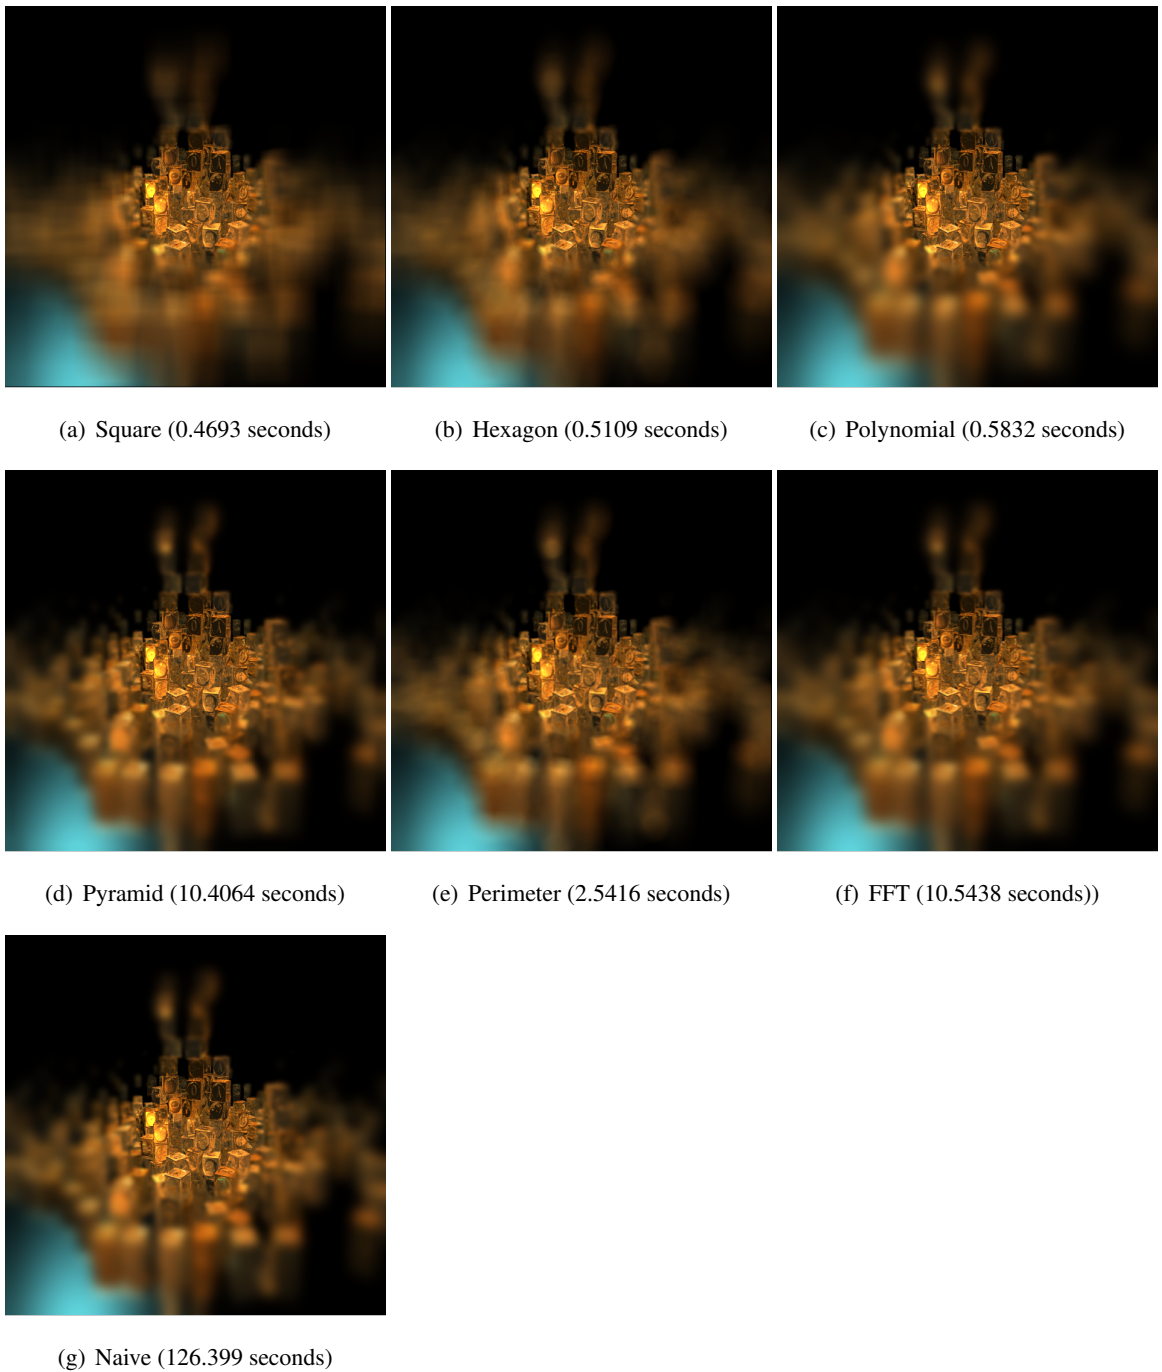 (a) Square (0.4693 seconds)
(b) Hexagon (0.5109 seconds)
(c) Polynomial (0.5832 seconds)
(d) Pyramid (10.4064 seconds)
(e) Perimeter (2.5416 seconds)
(f) FFT (10.5438 seconds))
(g) Naive (126.399 seconds)